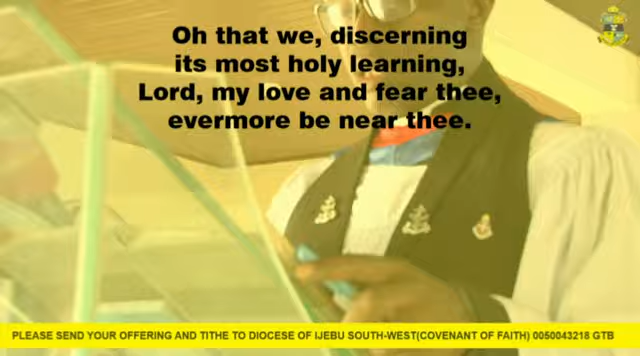 Oh that we, discerning
its most holy learning,
Lord, my love and fear thee,
evermore be near thee.
PLEASE SEND YOUR OFFERING AND TITHE TO DIOCESE OF IJEBU SOUTH-WEST(COVENANT OF FAITH) 0050043218 GTB